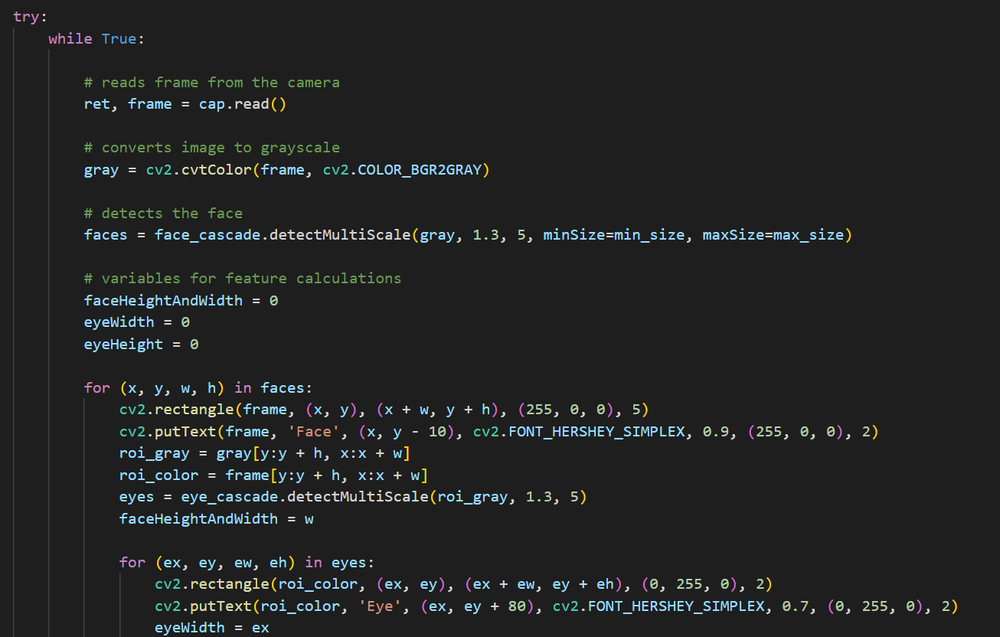 try:
    while True:

        # reads frame from the camera
        ret, frame = cap.read()

        # converts image to grayscale
        gray = cv2.cvtColor(frame, cv2.COLOR_BGR2GRAY)

        # detects the face
        faces = face_cascade.detectMultiScale(gray, 1.3, 5, minSize=min_size, maxSize=max_size)

        # variables for feature calculations
        faceHeightAndWidth = 0
        eyeWidth = 0
        eyeHeight = 0

        for (x, y, w, h) in faces:
            cv2.rectangle(frame, (x, y), (x + w, y + h), (255, 0, 0), 5)
            cv2.putText(frame, 'Face', (x, y - 10), cv2.FONT_HERSHEY_SIMPLEX, 0.9, (255, 0, 0), 2)
            roi_gray = gray[y:y + h, x:x + w]
            roi_color = frame[y:y + h, x:x + w]
            eyes = eye_cascade.detectMultiScale(roi_gray, 1.3, 5)
            faceHeightAndWidth = w

            for (ex, ey, ew, eh) in eyes:
                cv2.rectangle(roi_color, (ex, ey), (ex + ew, ey + eh), (0, 255, 0), 2)
                cv2.putText(roi_color, 'Eye', (ex, ey + 80), cv2.FONT_HERSHEY_SIMPLEX, 0.7, (0, 255, 0), 2)
                eyeWidth = ex